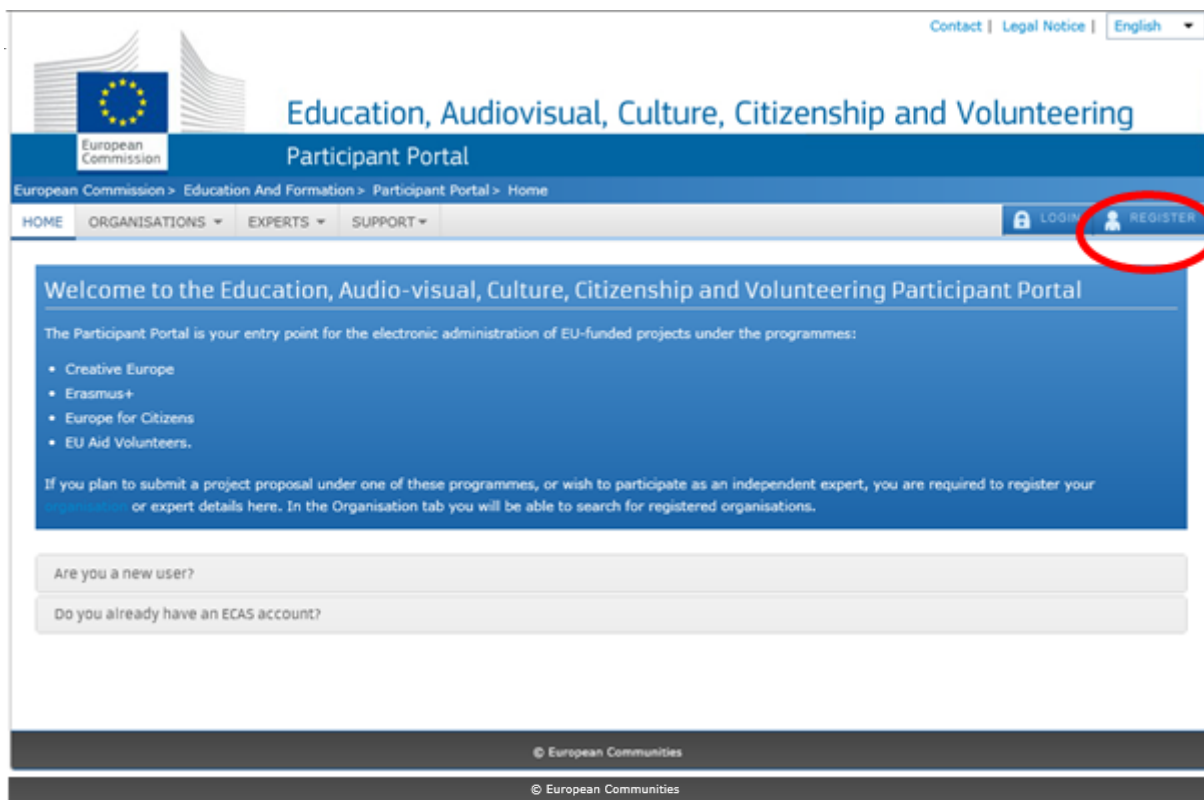 Contact | Legal Notice | English
Education, Audiovisual, Culture, Citizenship and Volunteering
European
Commission
Participant Portal
European Commission > Education And Formation > Participant Portal > Home
HOME ORGANISATIONS EXPERTS SUPPORT LOGIN REGISTER
Welcome to the Education, Audio-visual, Culture, Citizenship and Volunteering Participant Portal
The Participant Portal is your entry point for the electronic administration of EU-funded projects under the programmes:
• Creative Europe
• Erasmus+
• Europe for Citizens
• EU Aid Volunteers.
If you plan to submit a project proposal under one of these programmes, or wish to participate as an independent expert, you are required to register your
organisation or expert details here. In the Organisation tab you will be able to search for registered organisations.
Are you a new user?
Do you already have an ECAS account?
© European Communities
© European Communities